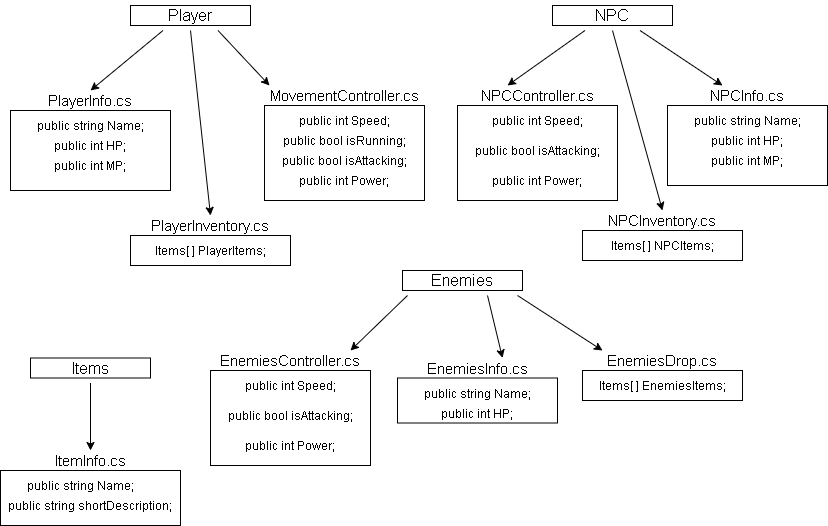 Player
PlayerInfo.cs
public string Name;
public int HP;
public int MP;
MovementController.cs
public int Speed;
public bool isRunning;
public bool isAttacking;
public int Power;
PlayerInventory.cs
Items[ ] PlayerItems;
NPC
NPCController.cs
public int Speed;
public bool isAttacking;
public int Power;
NPCInfo.cs
public string Name;
public int HP;
public int MP;
NPCInventory.cs
Items[ ] NPCItems;
Enemies
EnemiesController.cs
public int Speed;
public bool isAttacking;
public int Power;
EnemiesInfo.cs
public string Name;
public int HP;
EnemiesDrop.cs
Items[ ] EnemiesItems;
Items
ItemInfo.cs
public string Name;
public string shortDescription;